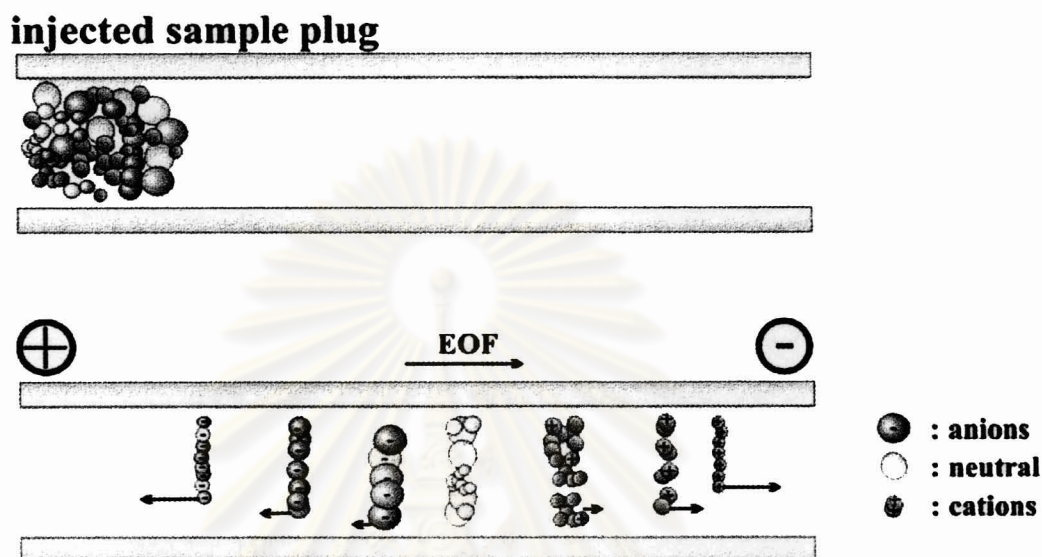 injected sample plug
+
EOF
-
: anions
: neutral
: cations